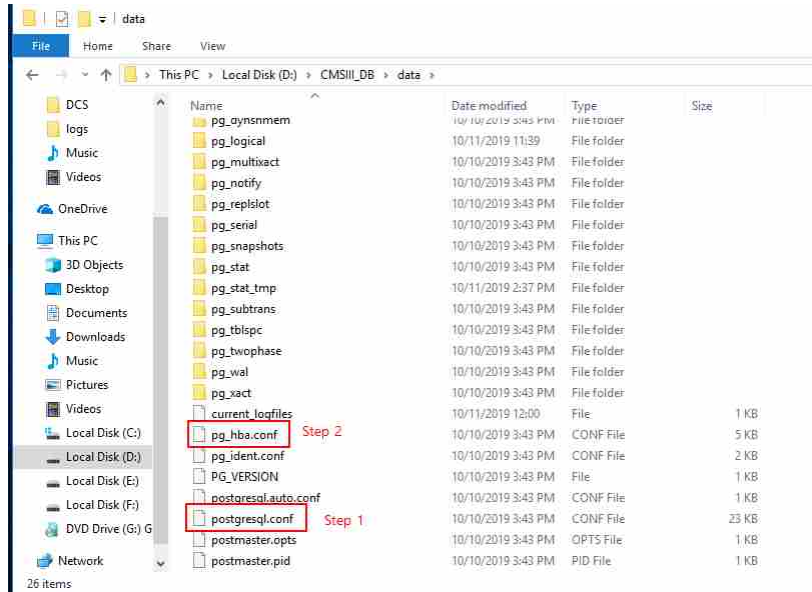 data
File Home Share View
This PC > Local Disk (D:) > CMSIII_DB > data >
DCS
logs
Music
Videos
OneDrive
This PC
3D Objects
Desktop
Documents
Downloads
Music
Pictures
Videos
Local Disk (C:)
Local Disk (D:)
Local Disk (E:)
Local Disk (F:)
DVD Drive (G:) G
Network
Name Date modified Type Size
pg_dynshmem 10/10/2019 3:43 PM File folder
pg_logical 10/11/2019 11:39 File folder
pg_multixact 10/10/2019 3:43 PM File folder
pg_notify 10/10/2019 3:43 PM File folder
pg_replslot 10/10/2019 3:43 PM File folder
pg_serial 10/10/2019 3:43 PM File folder
pg_snapshots 10/10/2019 3:43 PM File folder
pg_stat 10/10/2019 3:43 PM File folder
pg_stat_tmp 10/11/2019 2:37 PM File folder
pg_subtrans 10/10/2019 3:43 PM File folder
pg_tblspc 10/10/2019 3:43 PM File folder
pg_twophase 10/10/2019 3:43 PM File folder
pg_wal 10/10/2019 3:43 PM File folder
pg_xact 10/10/2019 3:43 PM File folder
current_logfiles 10/11/2019 12:00 File 1 KB
pg_hba.conf Step 2 10/10/2019 3:43 PM CONF File 5 KB
pg_ident.conf 10/10/2019 3:43 PM CONF File 2 KB
PG_VERSION 10/10/2019 3:43 PM File 1 KB
postgresql.auto.conf 10/10/2019 3:43 PM CONF File 1 KB
postgresql.conf Step 1 10/10/2019 3:43 PM CONF File 23 KB
postmaster.opts 10/10/2019 3:43 PM OPTS File 1 KB
postmaster.pid 10/10/2019 3:43 PM PID File 1 KB
26 items